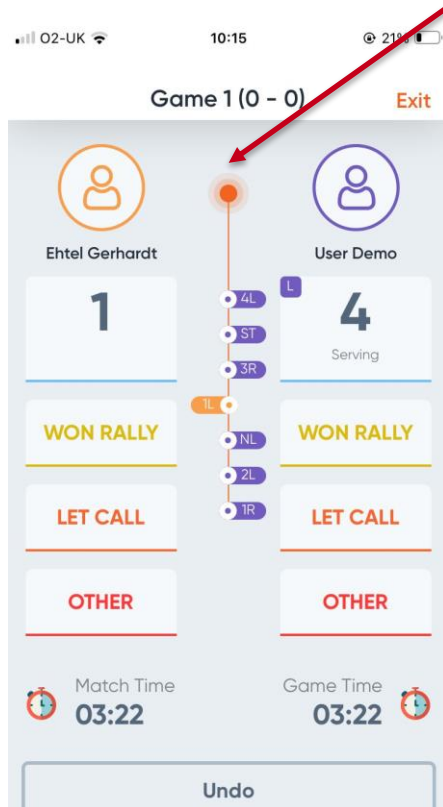 O2-UK 10:15 21%
Game 1 (0 - 0) Exit
Ehtel Gerhardt User Demo
4L
L
1 4
ST
Serving
3R
1L
WON RALLY WON RALLY
NL
2L
1R
LET CALL LET CALL
OTHER OTHER
Match Time Game Time
03:22 03:22
Undo